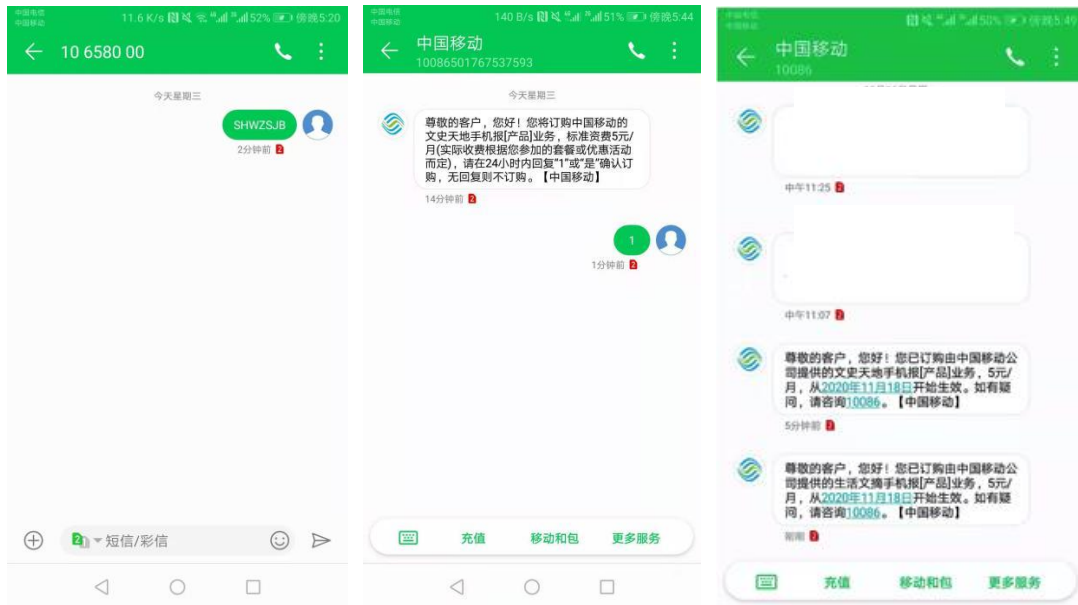 中国电信
中国移动
11.6 K/s
52%
傍晚5:20
10 6580 00
今天星期三
SHWZSJB
2分钟前 2
2 短信/彩信
中国电信
中国移动
140 B/s
51%
傍晚5:44
中国移动
10086501767537593
今天星期三
尊敬的客户，您好！您将订购中国移动的
文史天地手机报[产品]业务，标准资费5元/
月(实际收费根据您参加的套餐或优惠活动
而定)，请在24小时内回复"1"或"是"确认订
购，无回复则不订购。【中国移动】
14分钟前 2
1
1分钟前 2
充值 移动和包 更多服务
中国电信
中国移动
50%
傍晚5:49
中国移动
10086
中午11:25 2
中午11:07 2
尊敬的客户，您好！您已订购由中国移动公
司提供的文史天地手机报[产品]业务，5元/
月，从2020年11月18日开始生效。如有疑
问，请咨询10086。【中国移动】
5分钟前 2
尊敬的客户，您好！您已订购由中国移动公
司提供的生活文摘手机报[产品]业务，5元/
月，从2020年11月18日开始生效。如有疑
问，请咨询10086。【中国移动】
刚刚 2
充值 移动和包 更多服务